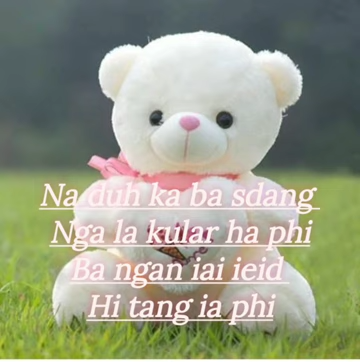 Na duh ka ba sdang
Nga la kular ha phi
Ba ngan iai ieid
Hi tang ia phi